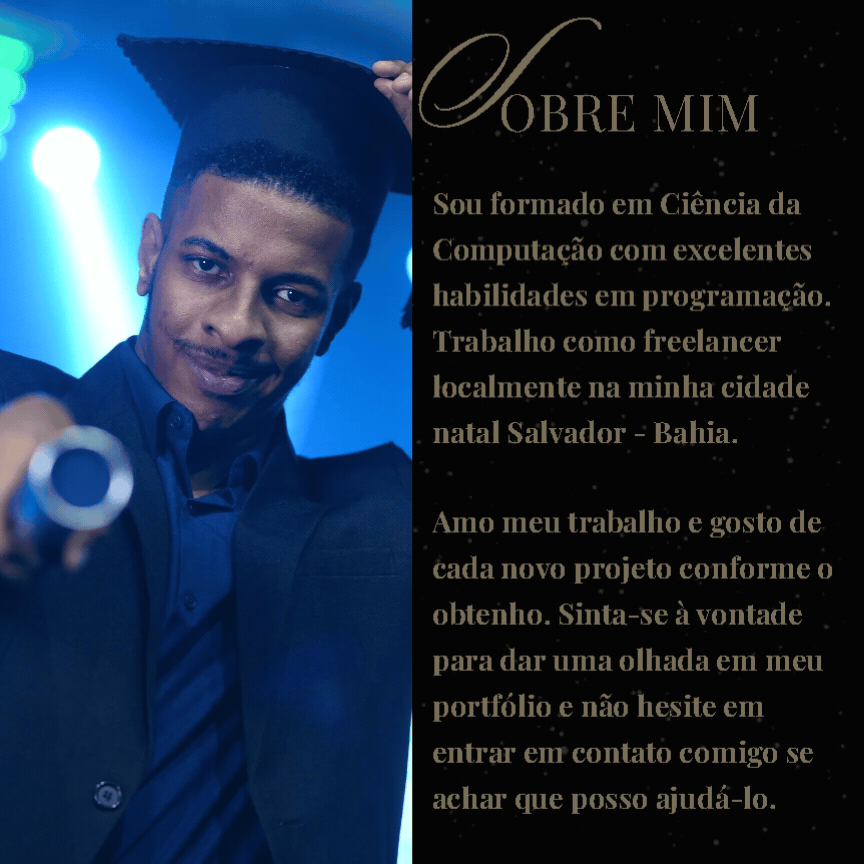 SOBRE MIM
Sou formado em Ciência da
Computação com excelentes
habilidades em programação.
Trabalho como freelancer
localmente na minha cidade
natal Salvador - Bahia.
Amo meu trabalho e gosto de
cada novo projeto conforme o
obtenho. Sinta-se à vontade
para dar uma olhada em meu
portfólio e não hesite em
entrar em contato comigo se
achar que posso ajudá-lo.